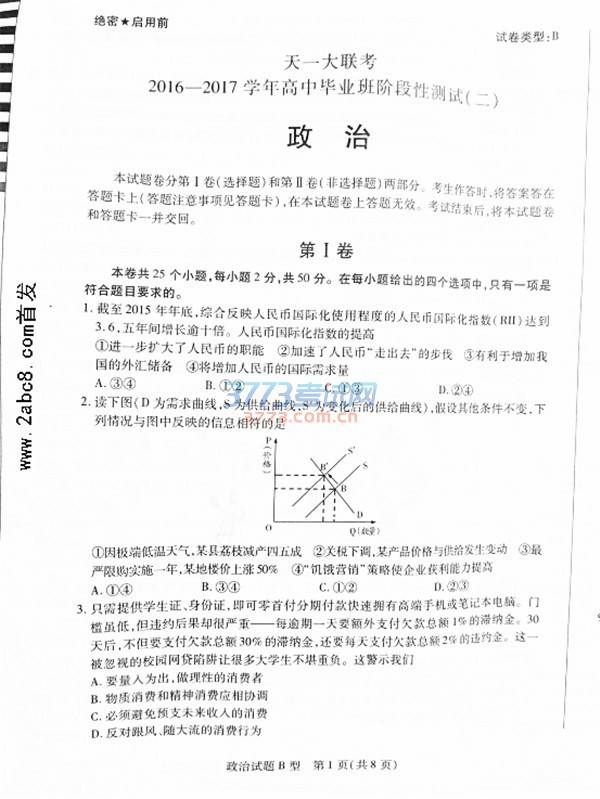 绝密★启用前
试卷类型:B
天一大联考
2016—2017 学年高中毕业班阶段性测试(二)
政 治
本试题卷分第Ⅰ卷(选择题)和第Ⅱ卷(非选择题)两部分。考生作答时,将答案答在
答题卡上(答题注意事项见答题卡),在本试题卷上答题无效。考试结束后,将本试题卷
和答题卡一并交回。
第Ⅰ卷
本卷共 25 个小题,每小题 2 分,共 50 分。在每小题给出的四个选项中,只有一项是
符合题目要求的。
1. 截至 2015 年年底,综合反映人民币国际化使用程度的人民币国际化指数(RII)达到
3.6,五年间增长逾十倍。人民币国际化指数的提高
①进一步扩大了人民币的职能 ②加速了人民币“走出去”的步伐 ③有利于增加我
国的外汇储备 ④将增加人民币的国际需求量
A. ③④ B. ①② C. ①③ D. ②④
3773考试网
3773.com.cn
2. 读下图(D 为需求曲线,S 为供给曲线,S′为变化后的供给曲线),假设其他条件不变,下
列情况与图中反映的信息相符的是
P
(价格)
S′
S
B′
B
D
O
Q(数量)
①因极端低温天气,某县荔枝减产四五成 ②关税下调,某产品价格与供给发生变动 ③最
严限购实施一年,某地楼价上涨 50% ④“饥饿营销”策略使企业获利能力提高
A. ①④ B. ③④ C. ①② D. ②③
3. 只需提供学生证、身份证,即可零首付分期付款快速拥有高端手机或笔记本电脑。门
槛虽低,但违约后果却很严重——每逾期一天要额外支付欠款总额 1% 的滞纳金。30
天后,不但要支付欠款总额 30% 的滞纳金,还要每天支付欠款总额 2% 的违约金。这一
被忽视的校园网贷陷阱让很多大学生不堪重负。这警示我们
A. 要量入为出,做理性的消费者
B. 物质消费和精神消费应相协调
C. 必须避免预支未来收入的消费
D. 反对跟风、随大流的消费行为
政治试题 B 型 第 1 页(共 8 页)
www.2abc8.com首发